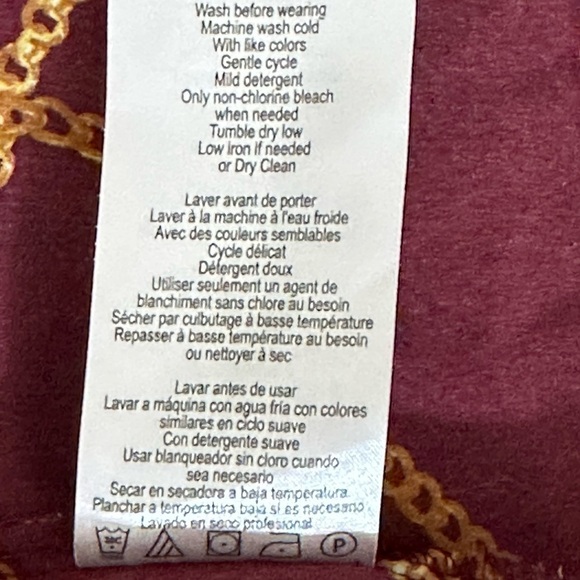 Wash before wearing
Machine wash cold
With like colors
Gentle cycle
Mild detergent
Only non-chlorine bleach
when needed
Tumble dry low
Low Iron If needed
or Dry Clean
Laver avant de porter
Laver à la machine à l'eau froide
Avec des couleurs semblables
Cycle délicat
Détergent doux
Utiliser seulement un agent de
blanchiment sans chlore au besoin
Sécher par culbutage à basse température
Repasser à basse température au besoin
ou nettoyer à sec
Lavar antes de usar
Lavar a máquina con agua fría con colores
similares en ciclo suave
Con detergente suave
Usar blanqueador sin cloro cuando
sea necesario
Secar en secadora a baja temperatura.
Planchar a temperatura baja si es necesario
Lavado en seco profesional
P